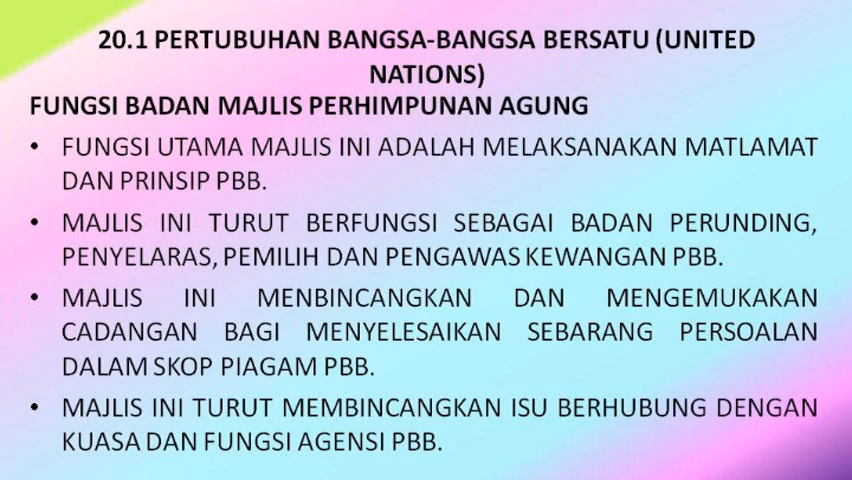 20.1 PERTUBUHAN BANGSA-BANGSA BERSATU (UNITED
NATIONS)
FUNGSI BADAN MAJLIS PERHIMPUNAN AGUNG
• FUNGSI UTAMA MAJLIS INI ADALAH MELAKSANAKAN MATLAMAT
DAN PRINSIP PBB.
• MAJLIS INI TURUT BERFUNGSI SEBAGAI BADAN PERUNDING,
PENYELARAS, PEMILIH DAN PENGAWAS KEWANGAN PBB.
• MAJLIS INI MENBINCANGKAN DAN MENGEMUKAKAN
CADANGAN BAGI MENYELESAIKAN SEBARANG PERSOALAN
DALAM SKOP PIAGAM PBB.
• MAJLIS INI TURUT MEMBINCANGKAN ISU BERHUBUNG DENGAN
KUASA DAN FUNGSI AGENSI PBB.